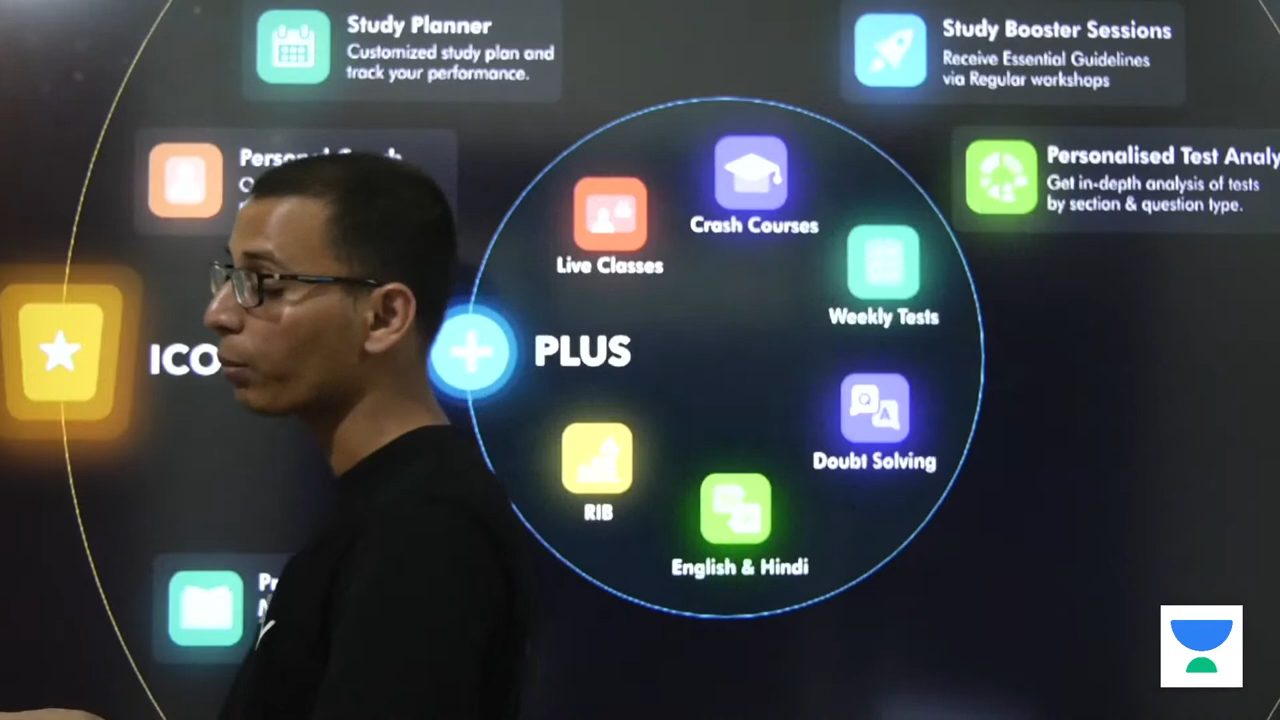 Study Planner
Customized study plan and
track your performance.
Study Booster Sessions
Receive Essential Guidelines
via Regular workshops
Personalised Test Analy
Get in-depth analysis of tests
by section & question type.
Crash Courses
Live Classes
Weekly Tests
ICO
PLUS
Q
A
Doubt Solving
RIB
English & Hindi